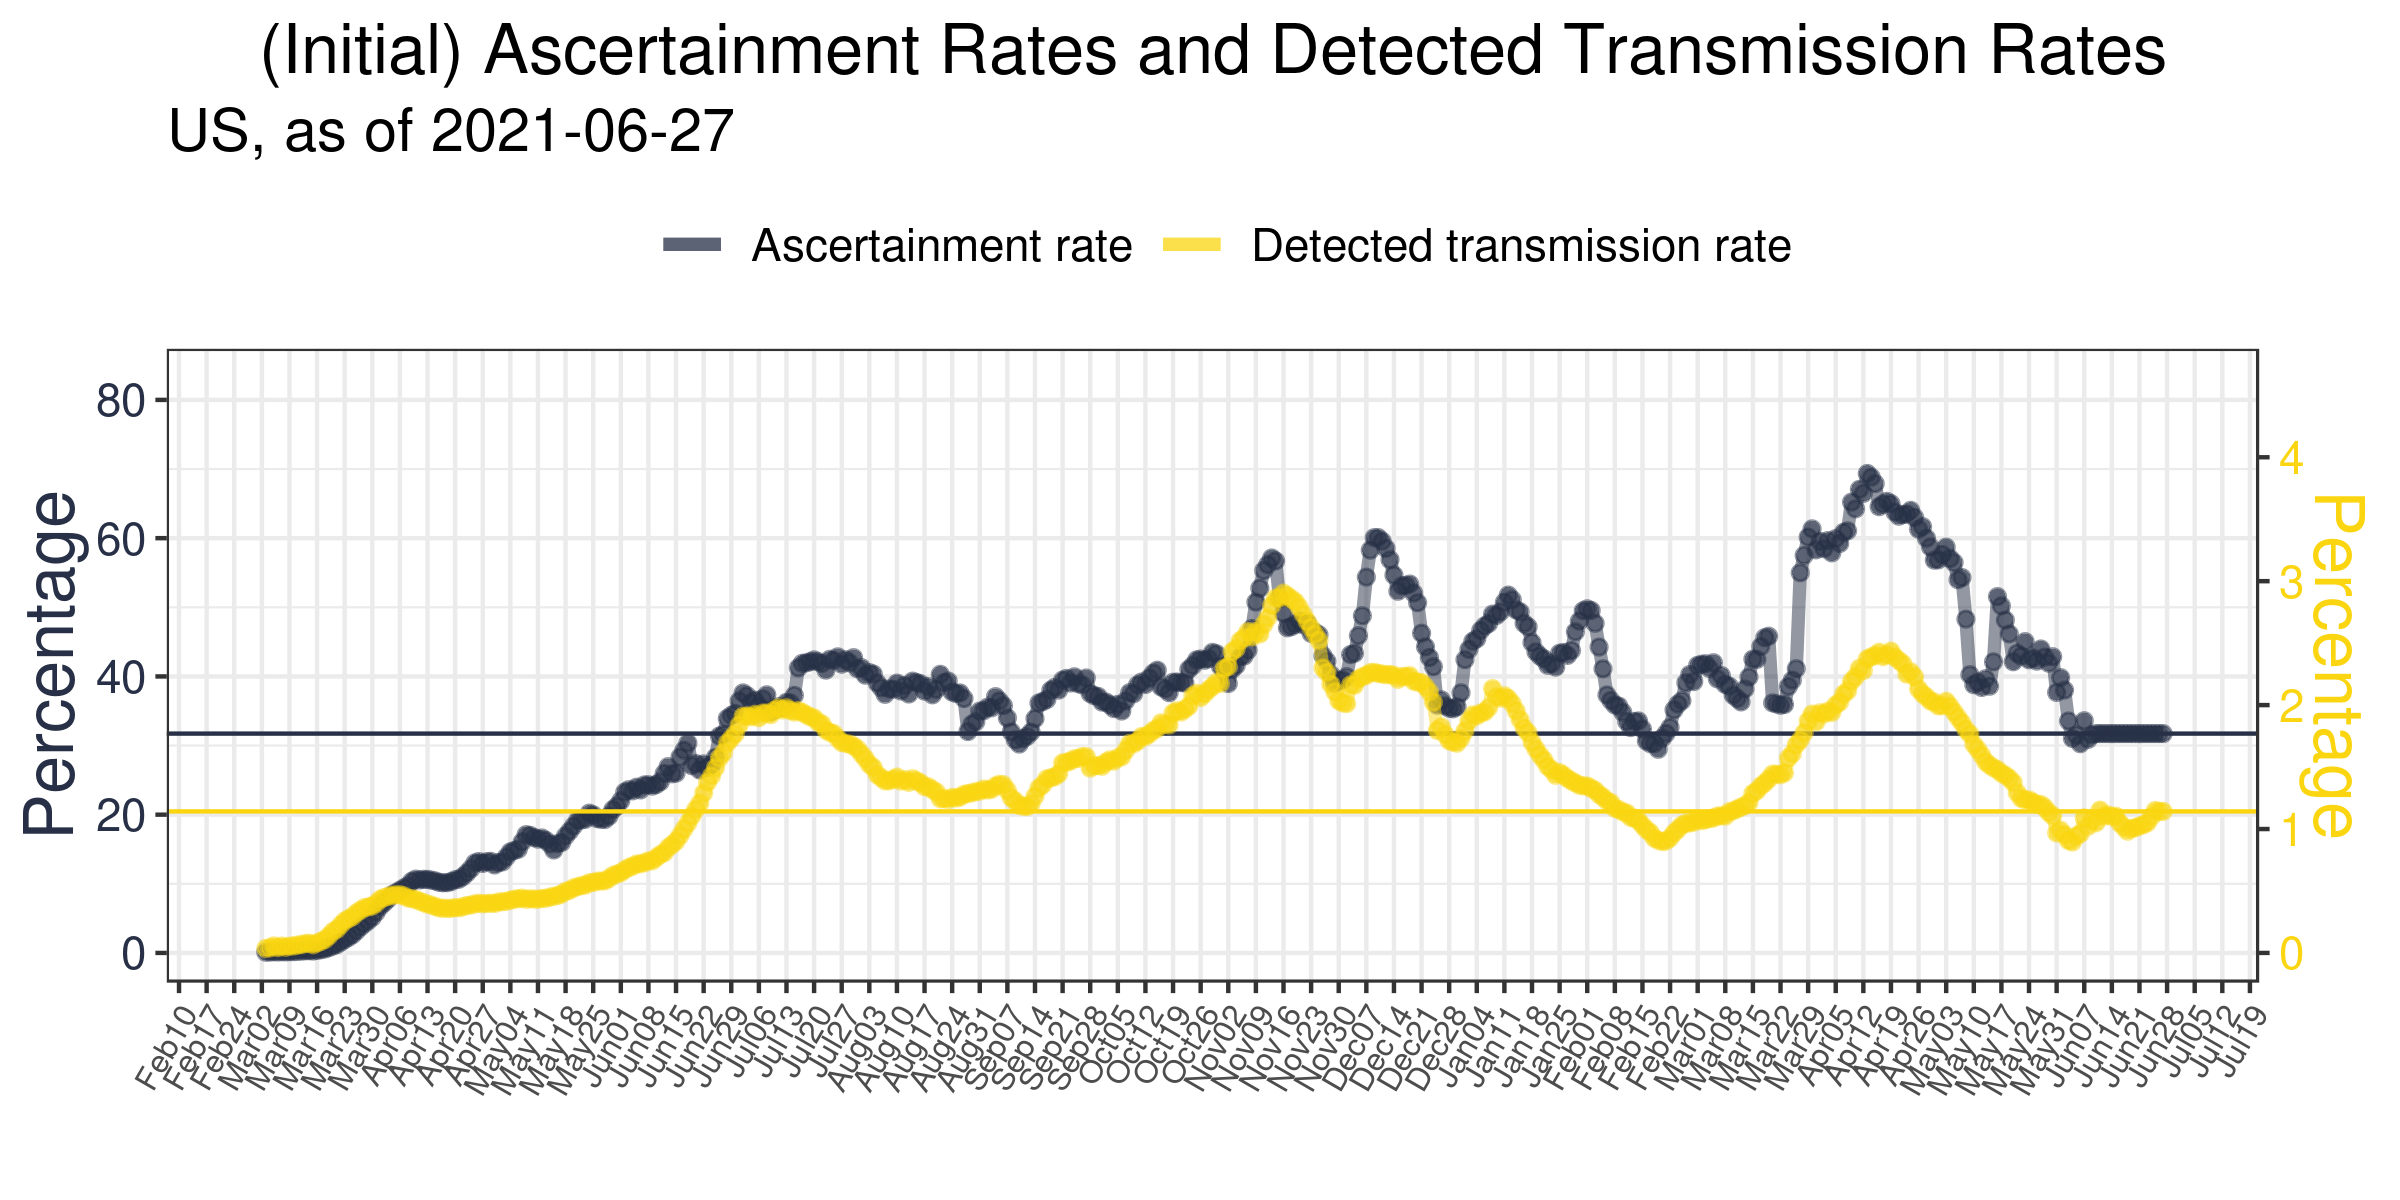 (Initial) Ascertainment Rates and Detected Transmission Rates
US, as of 2021-06-27
Ascertainment rate Detected transmission rate
Percentage
80
60
40
20
0
4
3
2
1
0
Percentage
Feb10 Feb17 Feb24 Mar02 Mar09 Mar16 Mar23 Mar30 Apr06 Apr13 Apr20 Apr27 May04 May11 May18 May25 Jun01 Jun08 Jun15 Jun22 Jun29 Jul06 Jul13 Jul20 Jul27 Aug03 Aug10 Aug17 Aug24 Aug31 Sep07 Sep14 Sep21 Sep28 Oct05 Oct12 Oct19 Oct26 Nov02 Nov09 Nov16 Nov23 Nov30 Dec07 Dec14 Dec21 Dec28 Jan04 Jan11 Jan18 Jan25 Feb01 Feb08 Feb15 Feb22 Mar01 Mar08 Mar15 Mar22 Mar29 Apr05 Apr12 Apr19 Apr26 May03 May10 May17 May24 May31 Jun07 Jun14 Jun21 Jun28 Jul05 Jul12 Jul19